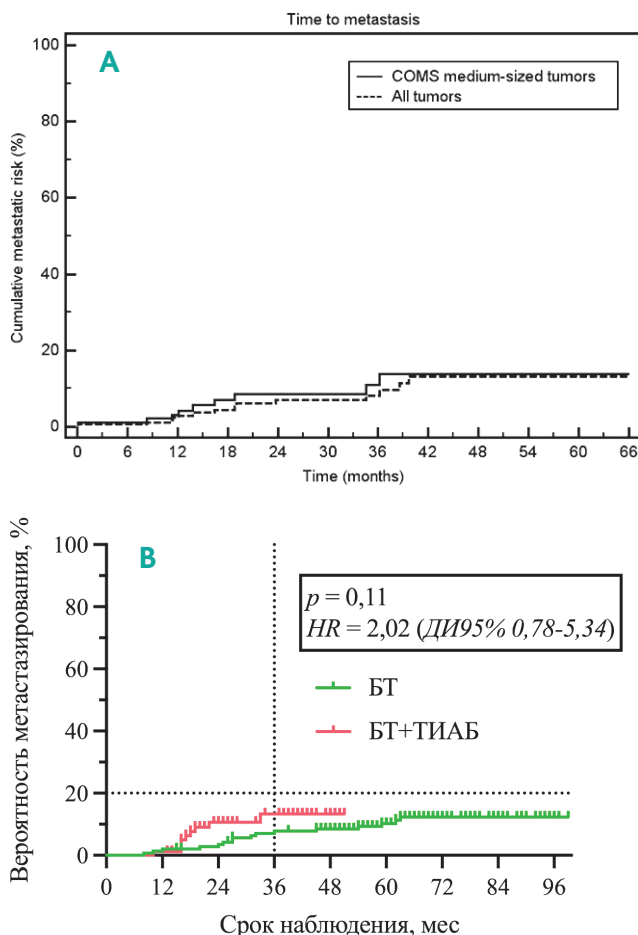 Time to metastasis
A
COMS medium-sized tumors
All tumors
Cumulative metastatic risk (%)
100
80
60
40
20
0
0 6 12 18 24 30 36 42 48 54 60 66
Time (months)
B
Вероятность метастазирования, %
100
80
60
40
20
0
p = 0,11
HR = 2,02 (ДИ95% 0,78-5,34)
БТ
БТ+ТИАБ
0 12 24 36 48 60 72 84 96
Срок наблюдения, мес